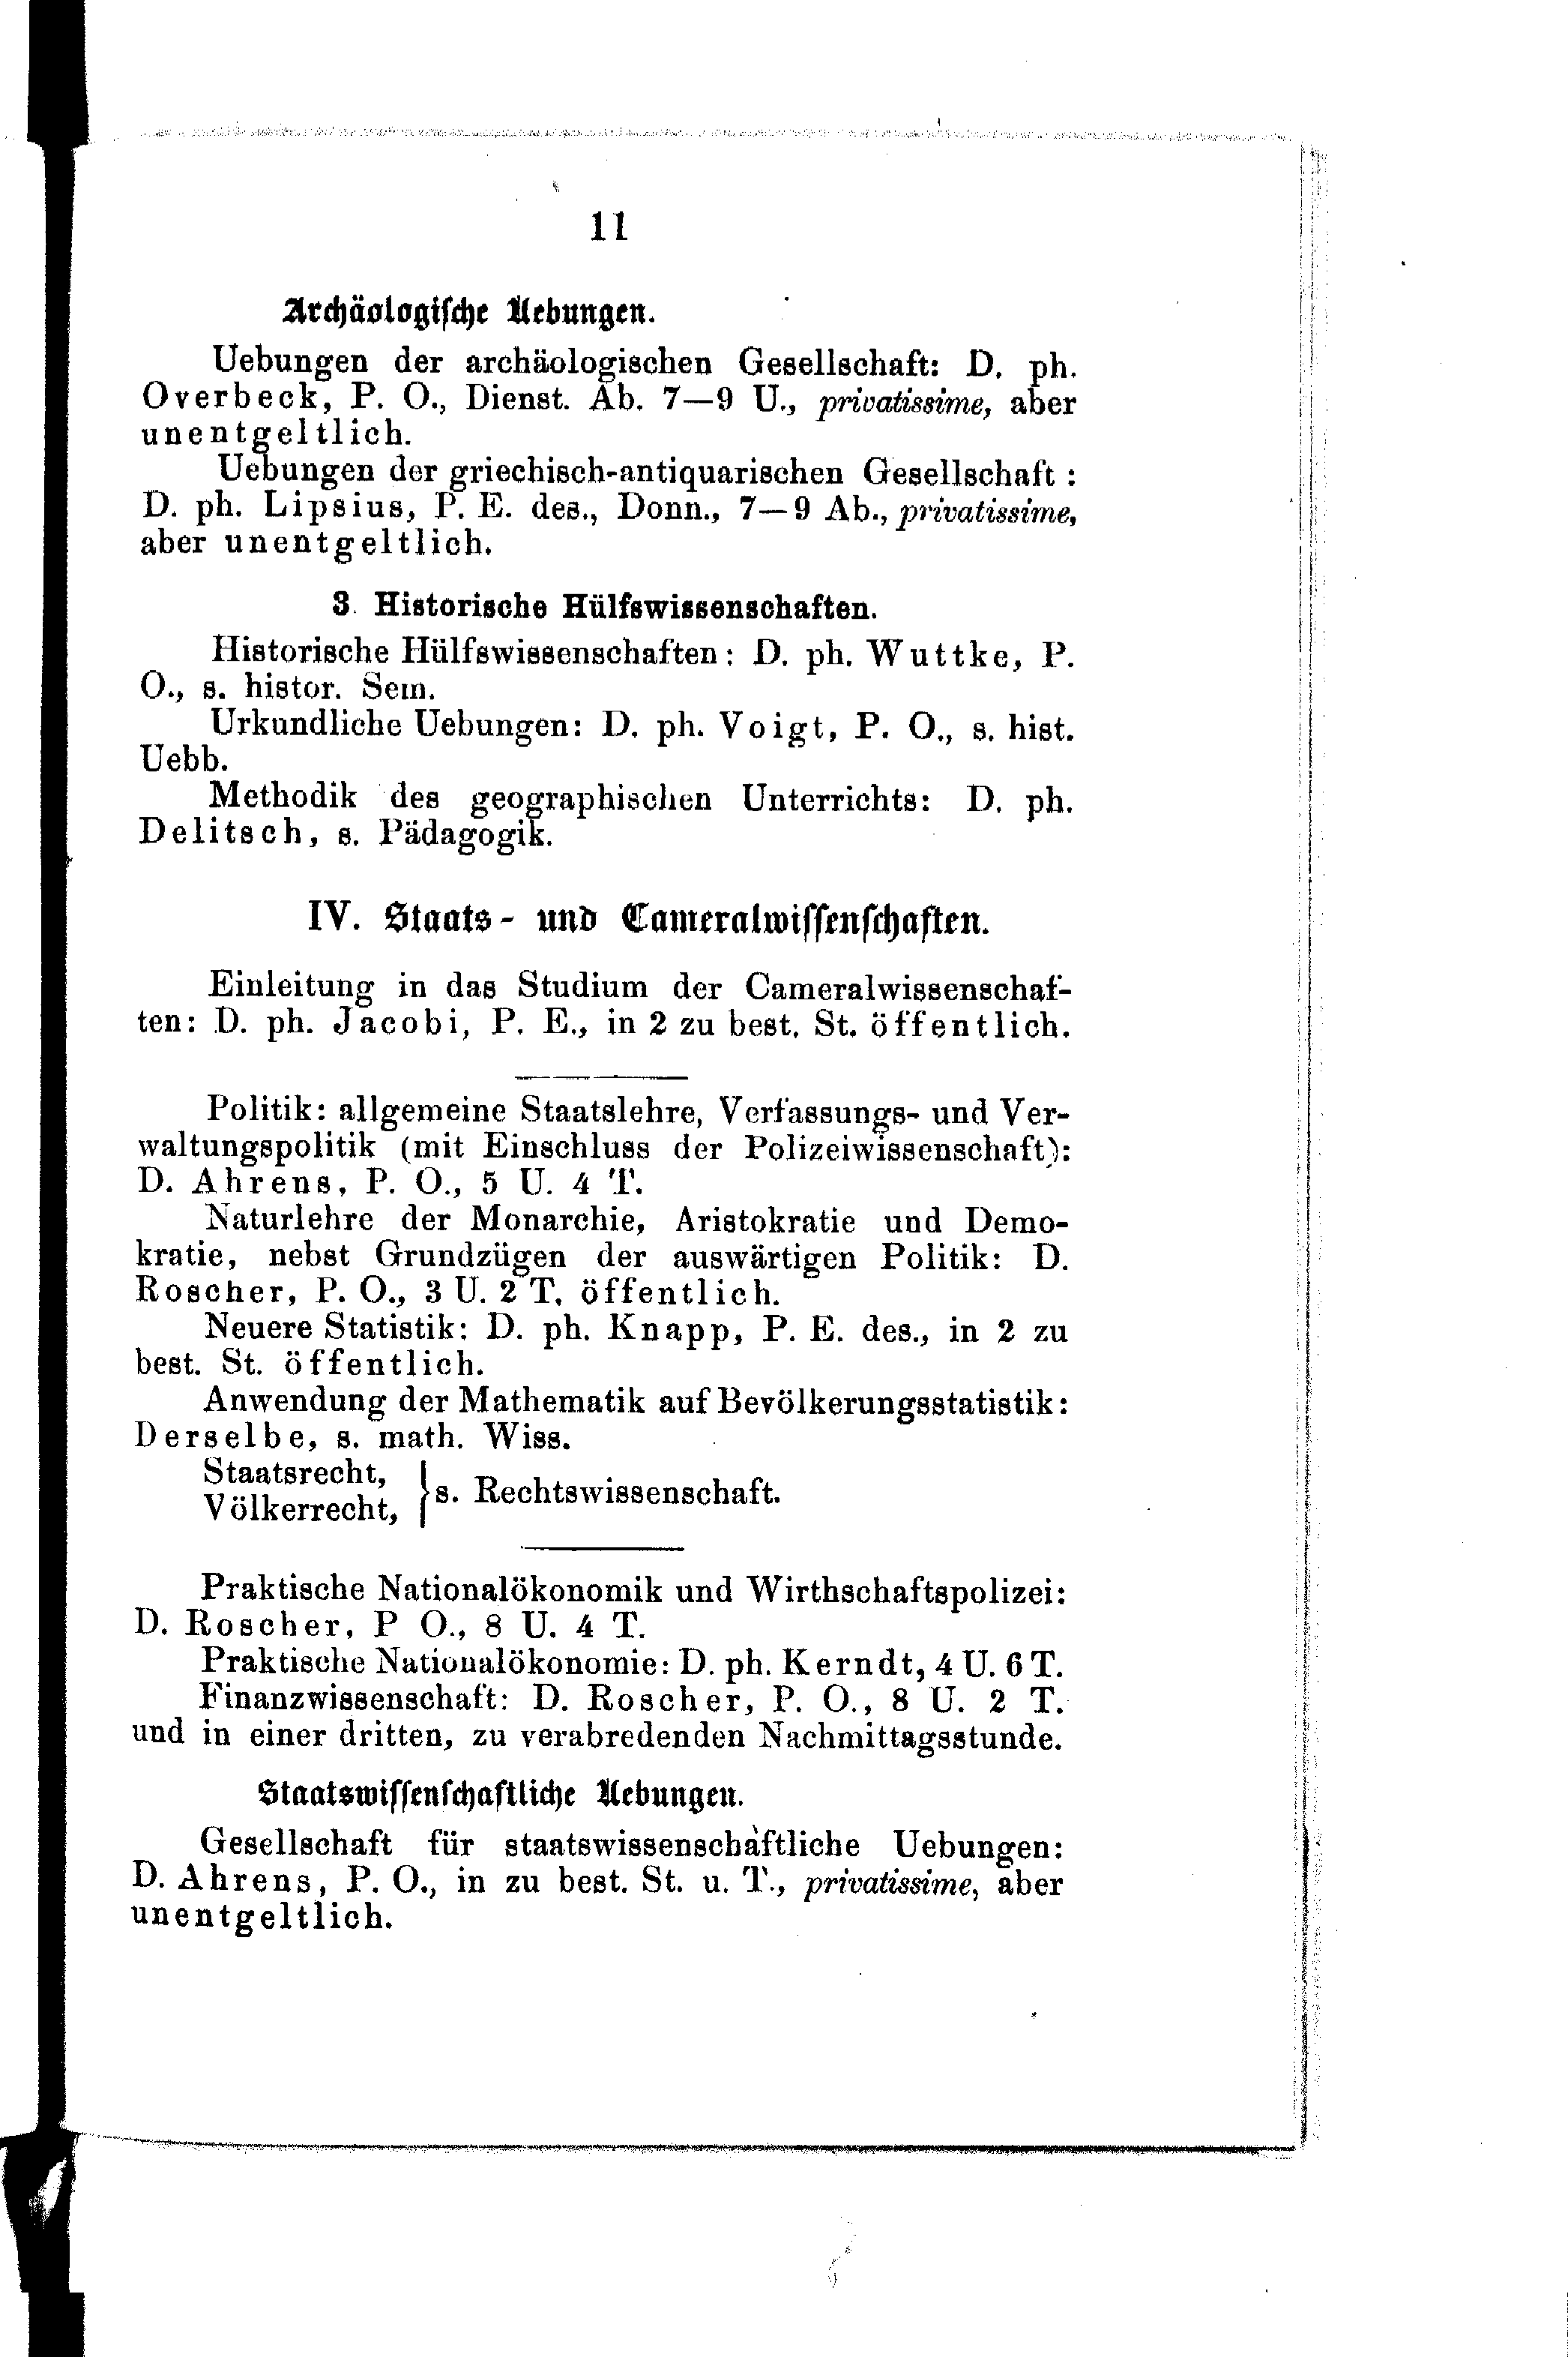 11
Archäologische Uebungen.
Uebungen der archäologischen Gesellschaft: D. ph.
Overbeck, P. O., Dienst. Ab. 7—9 U., privatissime, aber
unentgeltlich.
Uebungen der griechisch-antiquarischen Gesellschaft :
D. ph. Lipsius, P. E. des., Donn., 7—9 Ab., privatissime,
aber unentgeltlich.
3. Historische Hülfswissenschaften.
Historische Hülfswissenschaften: D. ph. Wuttke, P.
O., s. histor. Sem.
Urkundliche Uebungen: D. ph. Voigt, P. O., s. hist.
Uebb.
Methodik des geographischen Unterrichts: D. ph.
Delitsch, s. Pädagogik.
IV. Staats- und Cameralwissenschaften.
Einleitung in das Studium der Cameralwissenschaf-
ten: D. ph. Jacobi, P. E., in 2 zu best. St. öffentlich.
Politik: allgemeine Staatslehre, Verfassungs- und Ver-
waltungspolitik (mit Einschluss der Polizeiwissenschaft):
D. Ahrens, P. O., 5 U. 4 T.
Naturlehre der Monarchie, Aristokratie und Demo-
kratie, nebst Grundzügen der auswärtigen Politik: D.
Roscher, P. O., 3 U. 2 T. öffentlich.
Neuere Statistik: D. ph. Knapp, P. E. des., in 2 zu
best. St. öffentlich.
Anwendung der Mathematik auf Bevölkerungsstatistik:
Derselbe, s. math. Wiss.
Staatsrecht,
Völkerrecht, } s. Rechtswissenschaft.
Praktische Nationalökonomik und Wirthschaftspolizei:
D. Roscher, P O., 8 U. 4 T.
Praktische Nationalökonomie: D. ph. Kerndt, 4 U. 6 T.
Finanzwissenschaft: D. Roscher, P. O., 8 U. 2 T.
und in einer dritten, zu verabredenden Nachmittagsstunde.
Staatswissenschaftliche Uebungen.
Gesellschaft für staatswissenschaftliche Uebungen:
D. Ahrens, P. O., in zu best. St. u. T., privatissime, aber
unentgeltlich.